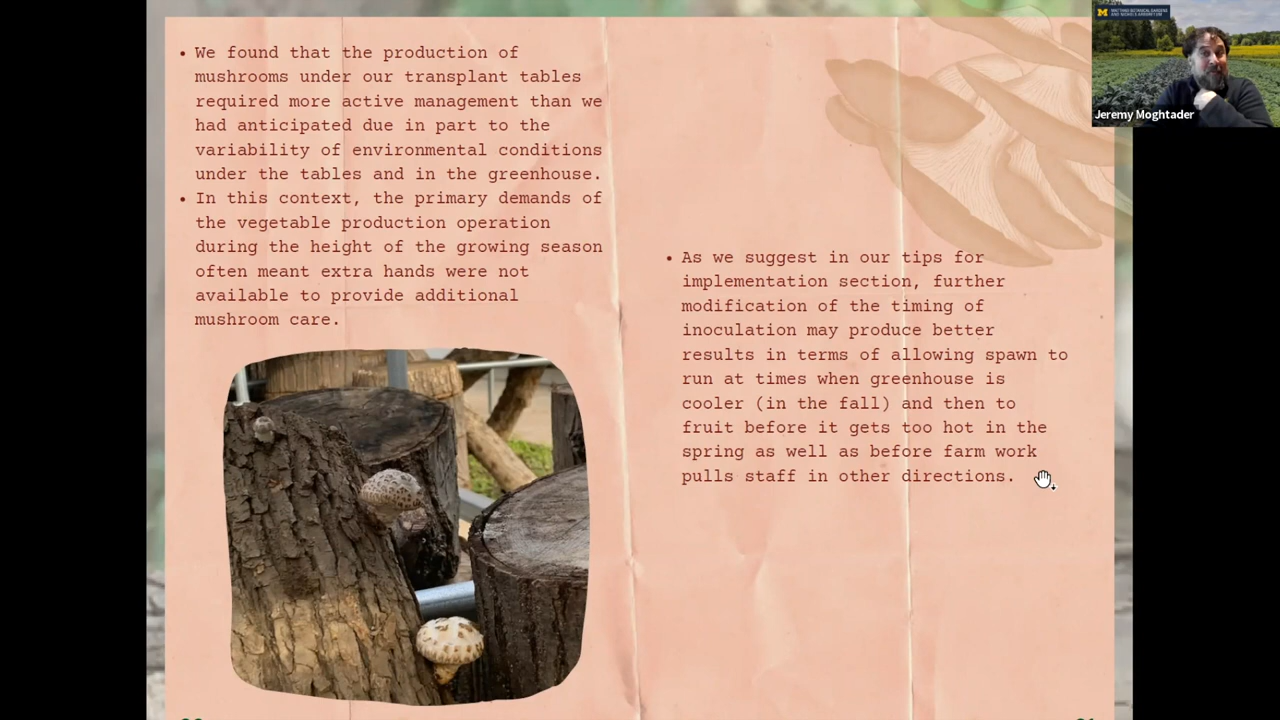 • We found that the production of
mushrooms under our transplant tables
required more active management than we
had anticipated due in part to the
variability of environmental conditions
under the tables and in the greenhouse.
• In this context, the primary demands of
the vegetable production operation
during the height of the growing season
often meant extra hands were not
available to provide additional
mushroom care.
• As we suggest in our tips for
implementation section, further
modification of the timing of
inoculation may produce better
results in terms of allowing spawn to
run at times when greenhouse is
cooler (in the fall) and then to
fruit before it gets too hot in the
spring as well as before farm work
pulls staff in other directions.
M
MATTHAEI BOTANICAL GARDENS
AND NICHOLS ARBORETUM
Jeremy Moghtader